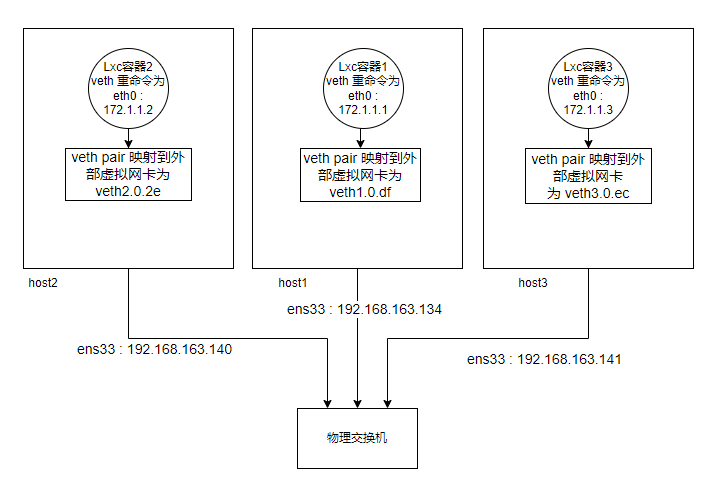 Lxc容器2
veth 重命令为
eth0 :
172.1.1.2
veth pair 映射到外
部虚拟网卡为
veth2.0.2e
host2
Lxc容器1
veth 重命令为
eth0 :
172.1.1.1
veth pair 映射到外
部虚拟网卡为
veth1.0.df
host1
Lxc容器3
veth 重命令为
eth0 :
172.1.1.3
veth pair 映射到外
部虚拟网卡
为 veth3.0.ec
host3
ens33 : 192.168.163.134
ens33 : 192.168.163.140
ens33 : 192.168.163.141
物理交换机